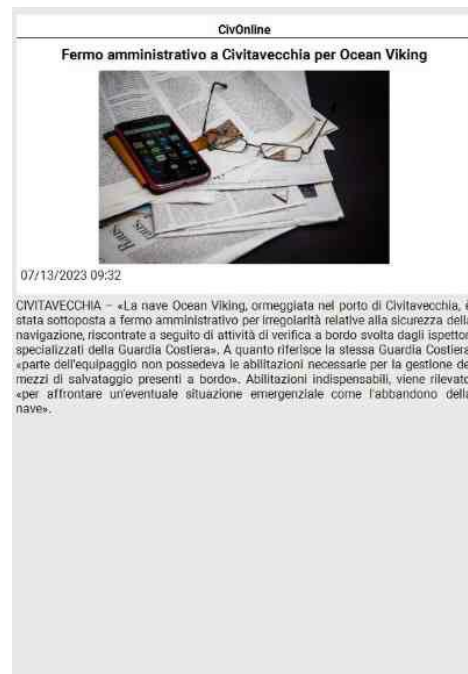 CivOnline
Fermo amministrativo a Civitavecchia per Ocean Viking
07/13/2023 09:32
CIVITAVECCHIA – «La nave Ocean Viking, ormeggiata nel porto di Civitavecchia, è
stata sottoposta a fermo amministrativo per irregolarità relative alla sicurezza della
navigazione, riscontrate a seguito di attività di verifica a bordo svolta dagli ispettor
specializzati della Guardia Costiera». A quanto riferisce la stessa Guardia Costiera
«parte dell'equipaggio non possedeva le abilitazioni necessarie per la gestione de
mezzi di salvataggio presenti a bordo». Abilitazioni indispensabili, viene rilevato
«per affrontare un'eventuale situazione emergenziale come l'abbandono della
nave».